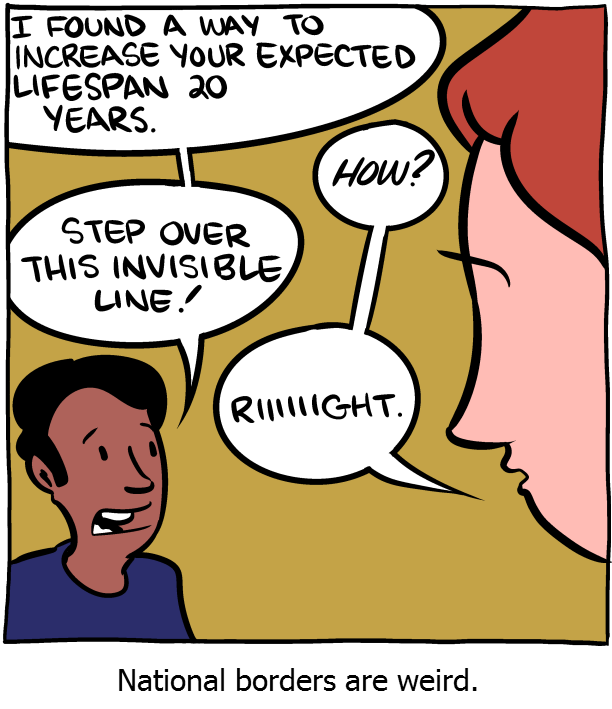 I FOUND A WAY TO
INCREASE YOUR EXPECTED
LIFESPAN 20
YEARS.
HOW?
STEP OVER
THIS INVISIBLE
LINE!
RIIIIIIGHT.
National borders are weird.